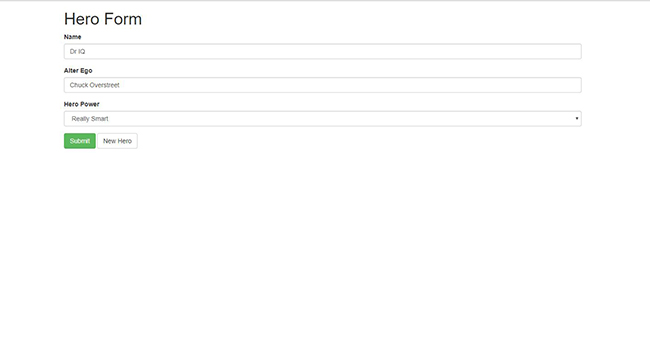 Hero Form
Name
Dr IQ
Alter Ego
Chuck Overstreet
Hero Power
Really Smart
Submit New Hero